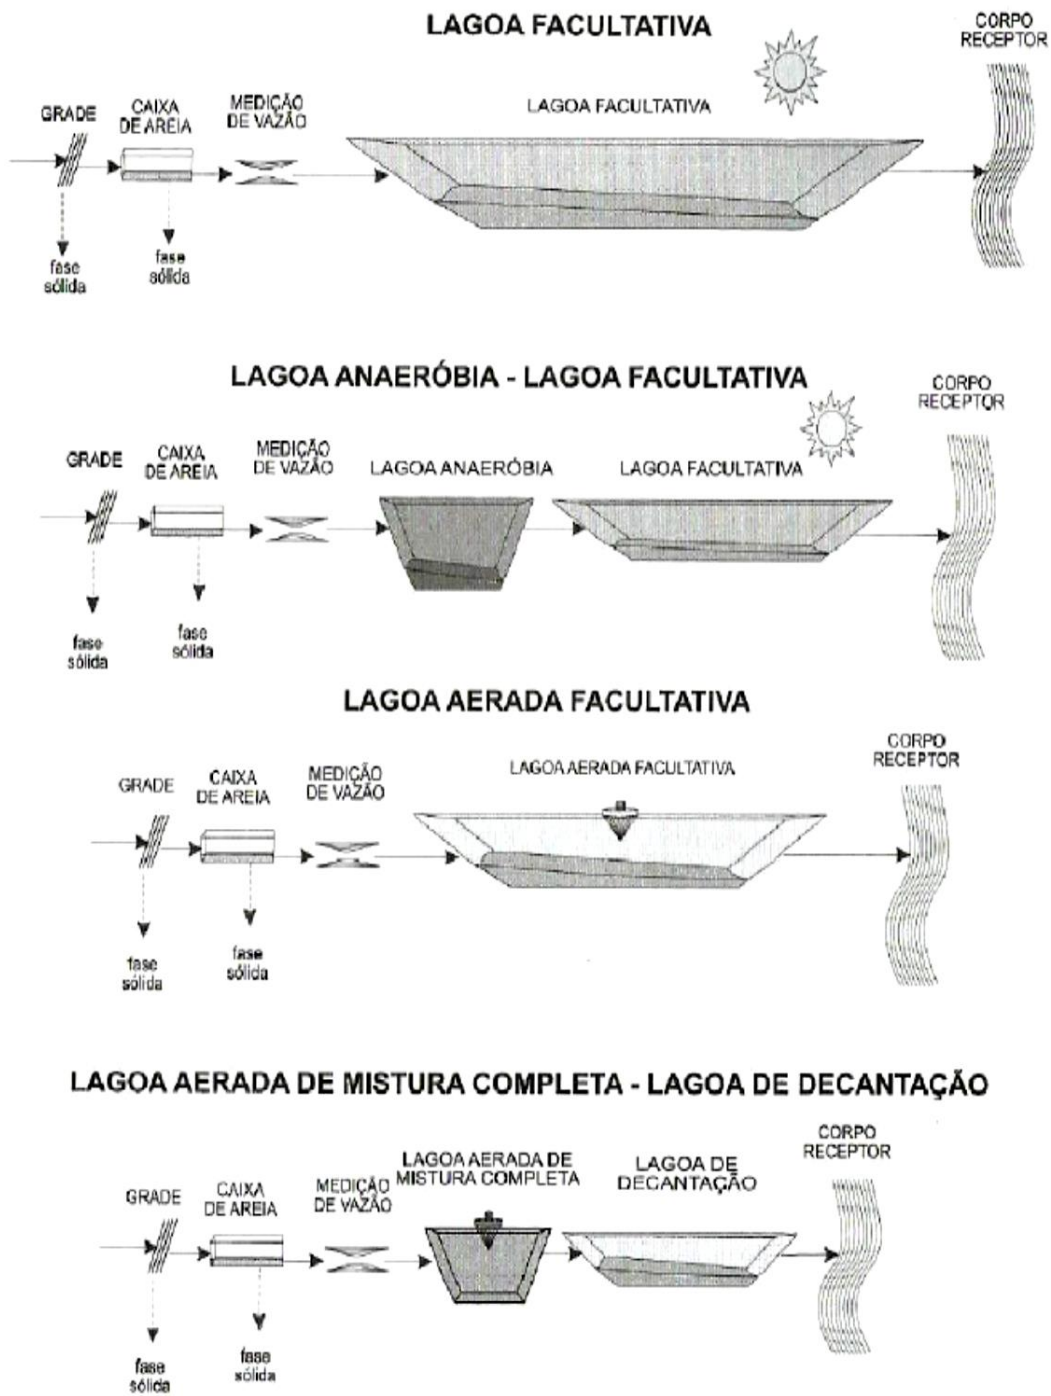 LAGOA FACULTATIVA
CORPO
RECEPTOR
GRADE
CAIXA
DE AREIA
MEDIÇÃO
DE VAZÃO
LAGOA FACULTATIVA
fase
sólida
fase
sólida
LAGOA ANAERÓBIA - LAGOA FACULTATIVA
CORPO
RECEPTOR
GRADE
CAIXA
DE AREIA
MEDIÇÃO
DE VAZÃO
LAGOA ANAERÓBIA
LAGOA FACULTATIVA
fase
sólida
fase
sólida
LAGOA AERADA FACULTATIVA
CORPO
RECEPTOR
GRADE
CAIXA
DE AREIA
MEDIÇÃO
DE VAZÃO
LAGOA AERADA FACULTATIVA
fase
sólida
fase
sólida
LAGOA AERADA DE MISTURA COMPLETA - LAGOA DE DECANTAÇÃO
CORPO
RECEPTOR
GRADE
CAIXA
DE AREIA
MEDIÇÃO
DE VAZÃO
LAGOA AERADA DE
MISTURA COMPLETA
LAGOA DE
DECANTAÇÃO
fase
sólida
fase
sólida